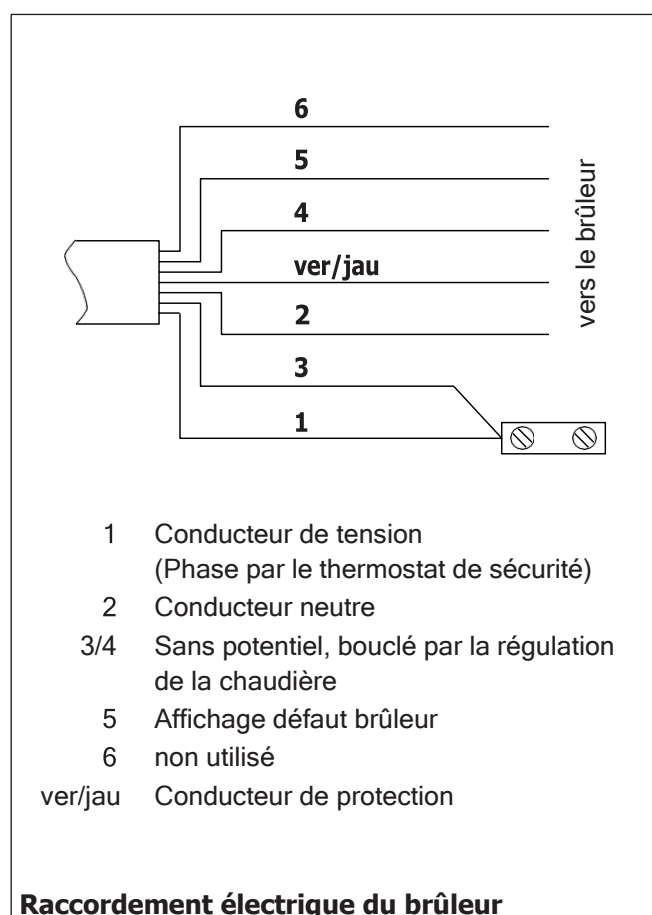 6
5
4
ver/jau
2
3
1
vers le brûleur
1 Conducteur de tension
(Phase par le thermostat de sécurité)
2 Conducteur neutre
3/4 Sans potentiel, bouclé par la régulation
de la chaudière
5 Affichage défaut brûleur
6 non utilisé
ver/jau Conducteur de protection
Raccordement électrique du brûleur